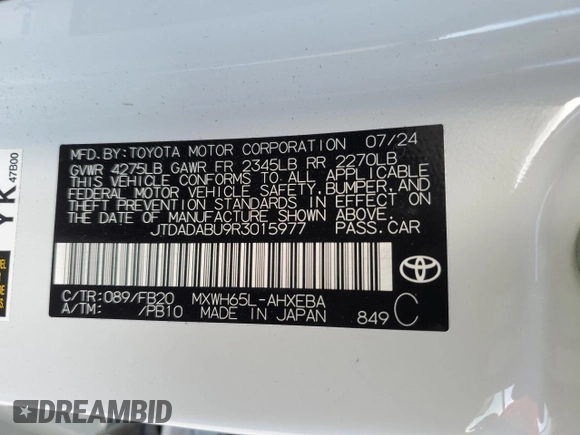 MFD.BY:TOYOTA MOTOR CORPORATION 07/24
GVWR 4275LB GAWR FR 2345LB RR 2270LB
THIS VEHICLE CONFORMS TO ALL APPLICABLE
FEDERAL MOTOR VEHICLE SAFETY, BUMPER, AND
THEFT PREVENTION STANDARDS IN EFFECT ON
THE DATE OF MANUFACTURE SHOWN ABOVE.
JTDADABU9R3015977 PASS.CAR
C/TR:089/FB20 MXWH65L-AHXEBA
A/TM: /PB10 MADE IN JAPAN 849 C
YK 47B00
DREAMBID